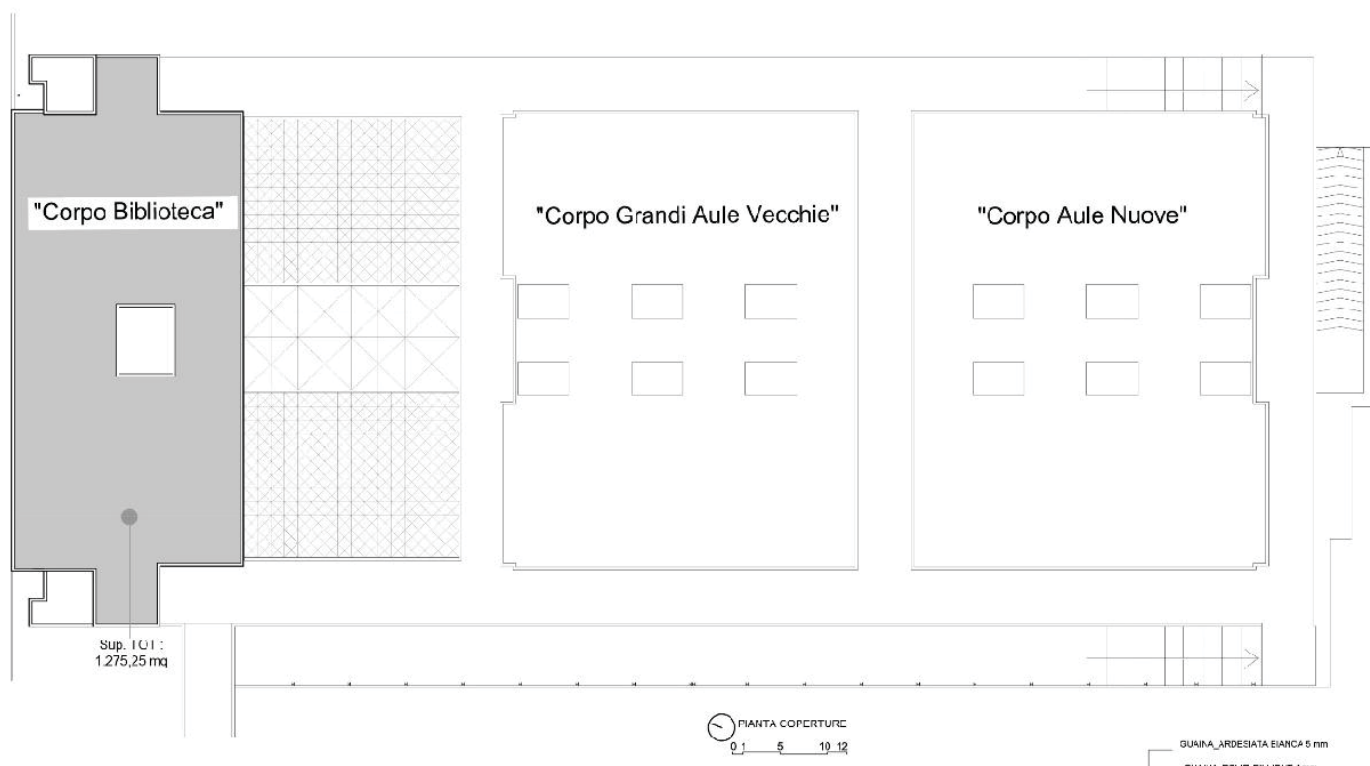 "Corpo Biblioteca"
"Corpo Grandi Aule Vecchie"
"Corpo Aule Nuove"
Sup. TOT :
1.275,25 mq
PIANTA COPERTURE
0 1 5 10 12
GUAINA_ARDESIATA BIANCA 5 mm